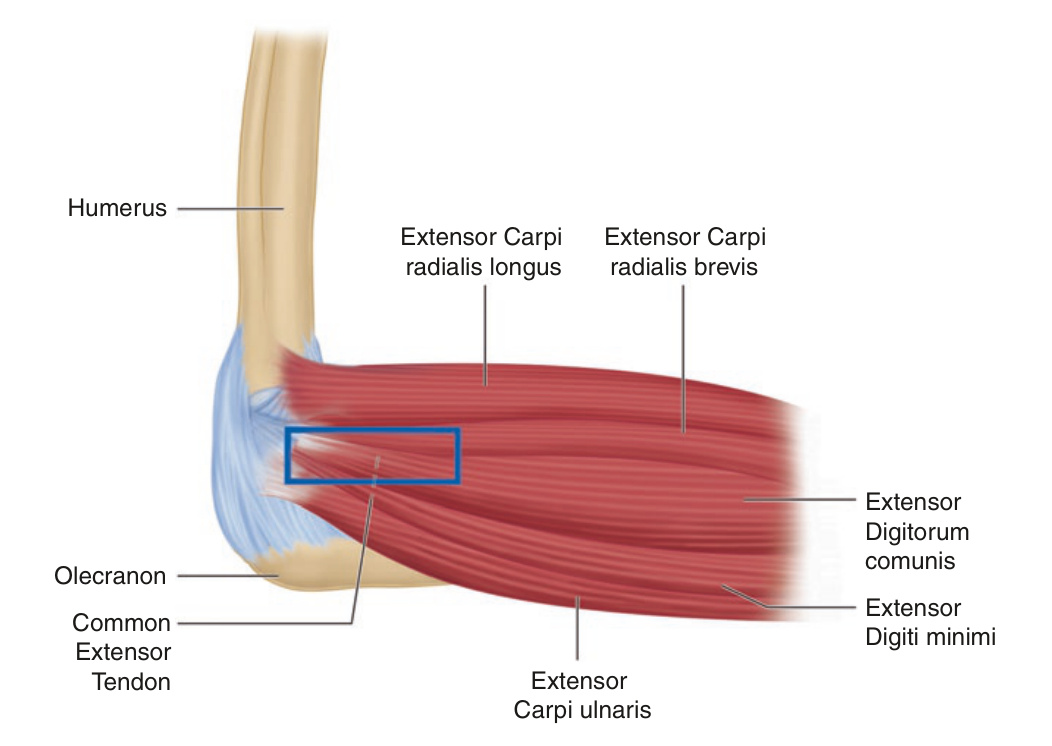 Humerus
Extensor Carpi
radialis longus
Extensor Carpi
radialis brevis
Extensor
Digitorum
comunis
Olecranon
Common
Extensor
Tendon
Extensor
Digiti minimi
Extensor
Carpi ulnaris